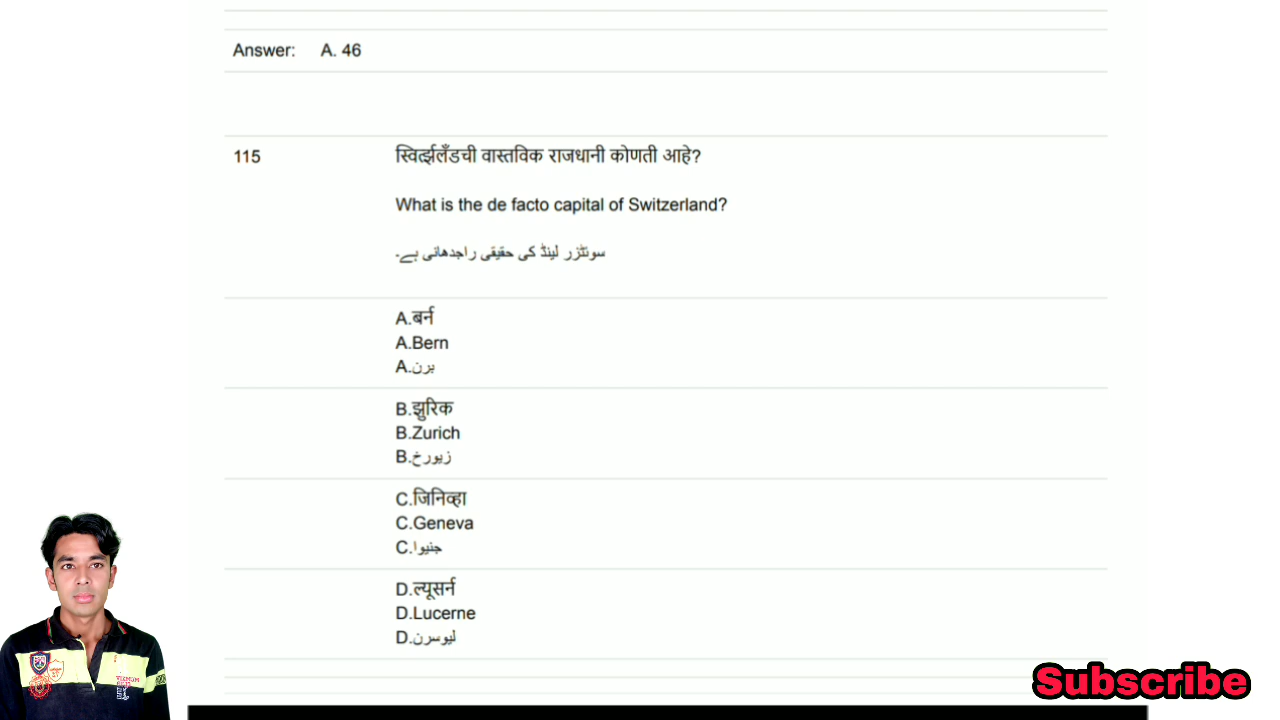 Answer: A. 46
115 स्वित्झलँडची वास्तविक राजधानी कोणती आहे?
What is the de facto capital of Switzerland?
سونٹزر لینڈ کی حقیقی راجدھانی ہے۔
A.बर्न
A.Bern
A.برن
B.झुरिक
B.Zurich
B.زیورخ
C.जिनिव्हा
C.Geneva
C.جنیوا
D.ल्यूसर्न
D.Lucerne
D.لیوسرن
Subscribe